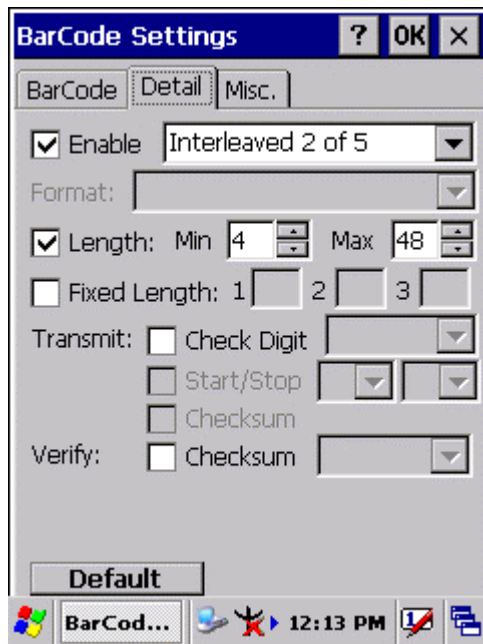 BarCode Settings ? OK ×
BarCode Detail Misc.
Enable Interleaved 2 of 5
Format:
Length: Min 4 Max 48
Fixed Length: 1 2 3
Transmit: Check Digit
Start/Stop
Checksum
Verify: Checksum
Default
BarCod... 12:13 PM